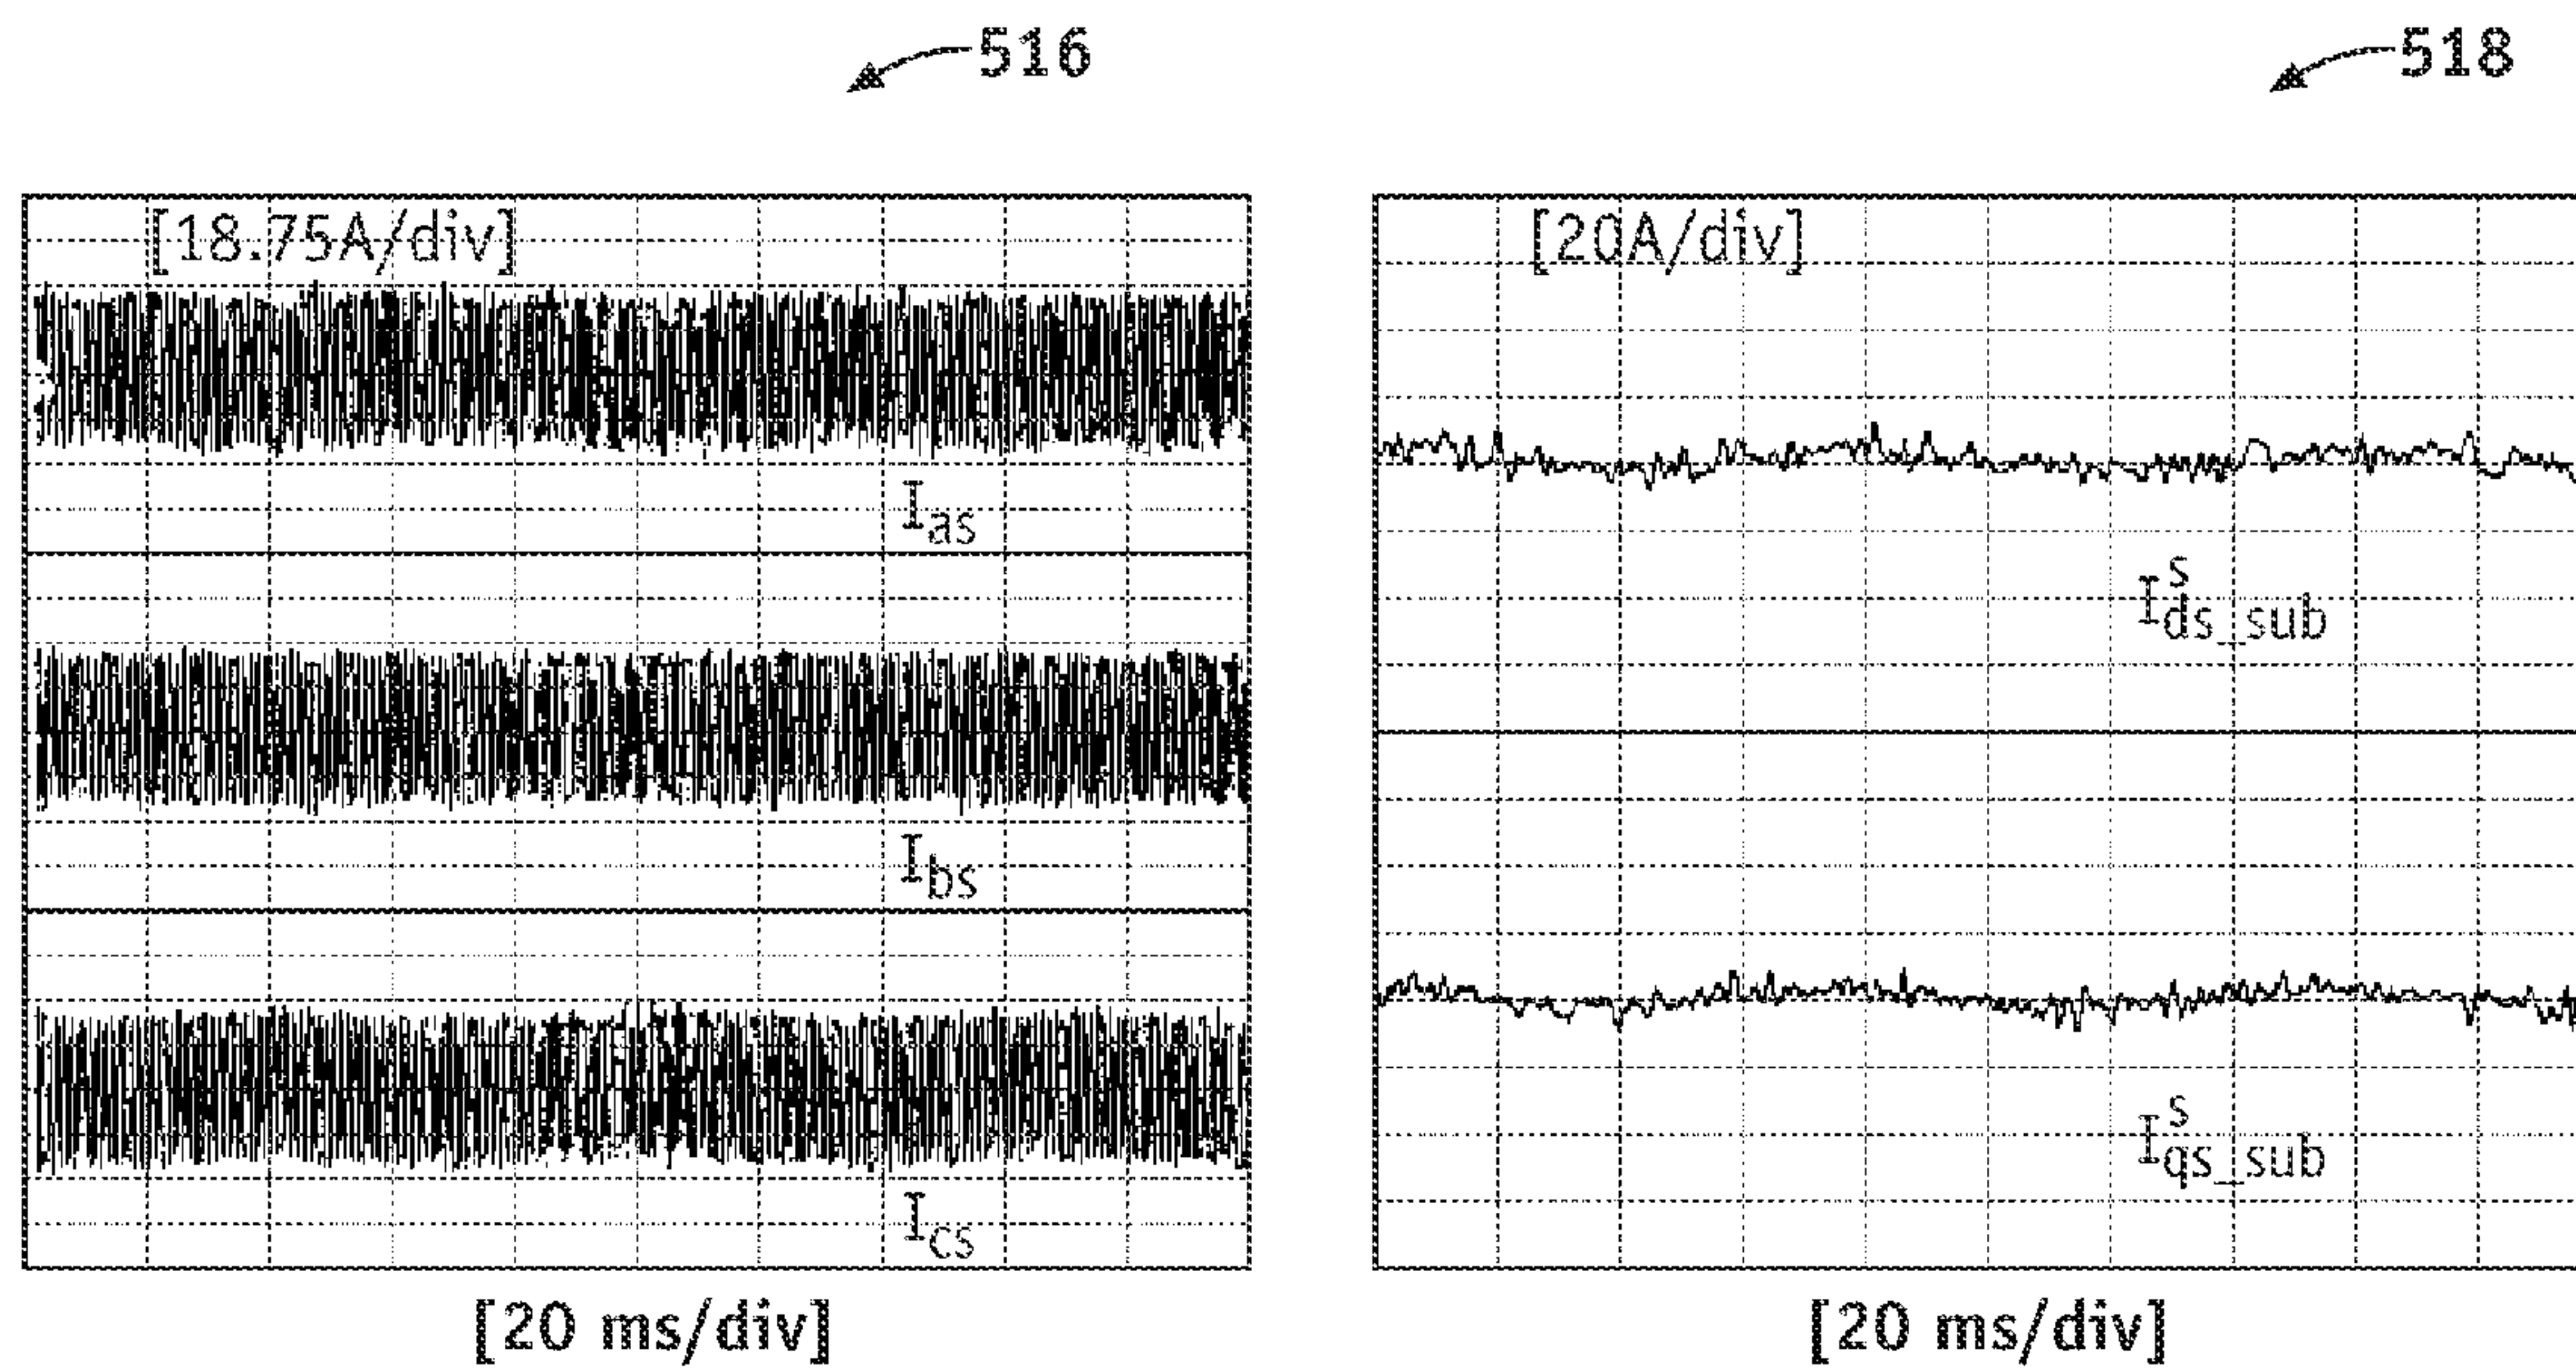 516
518
[18.75A/div]
I_as
I_bs
I_cs
[20 ms/div]
[20A/div]
I^s_ds_sub
I^s_qs_sub
[20 ms/div]